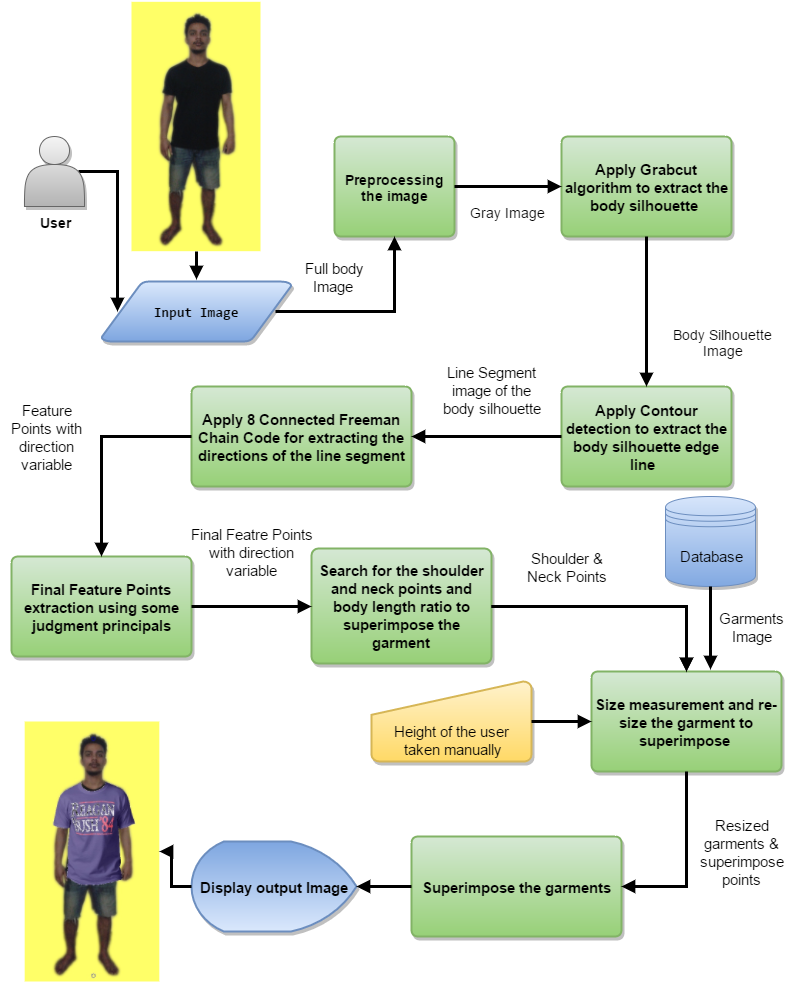 User
Input Image
Full body
Image
Preprocessing
the image
Gray Image
Apply Grabcut
algorithm to extract the
body silhouette
Body Silhouette
Image
Apply Contour
detection to extract the
body silhouette edge
line
Line Segment
image of the
body silhouette
Apply 8 Connected Freeman
Chain Code for extracting the
directions of the line segment
Feature
Points with
direction
variable
Final Feature Points
extraction using some
judgment principals
Final Featre Points
with direction
variable
Search for the shoulder
and neck points and
body length ratio to
superimpose the
garment
Shoulder &
Neck Points
Database
Garments
Image
Height of the user
taken manually
Size measurement and re-
size the garment to
superimpose
Resized
garments &
superimpose
points
Superimpose the garments
Display output Image
BUSH '84